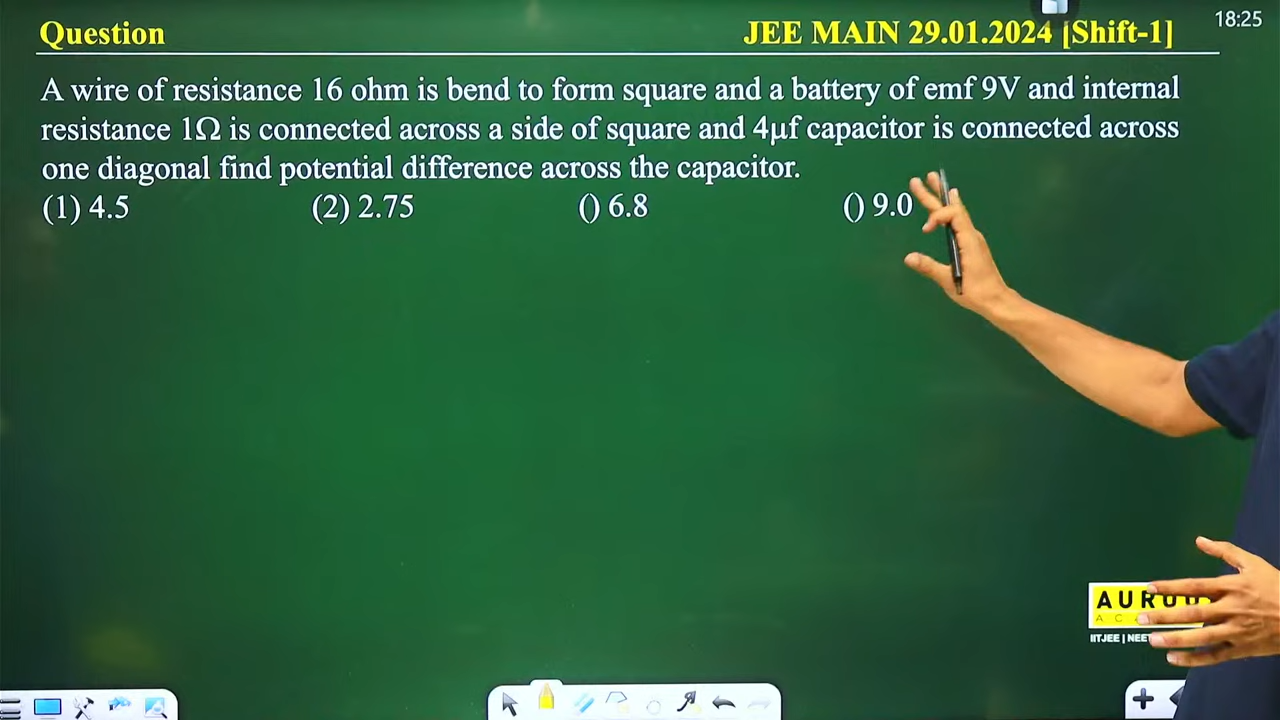 18:25
Question
JEE MAIN 29.01.2024 [Shift-1]
A wire of resistance 16 ohm is bend to form square and a battery of emf 9V and internal
resistance 1Ω is connected across a side of square and 4μf capacitor is connected across
one diagonal find potential difference across the capacitor.
(1) 4.5 (2) 2.75 () 6.8 () 9.0
IITJEE | NEET